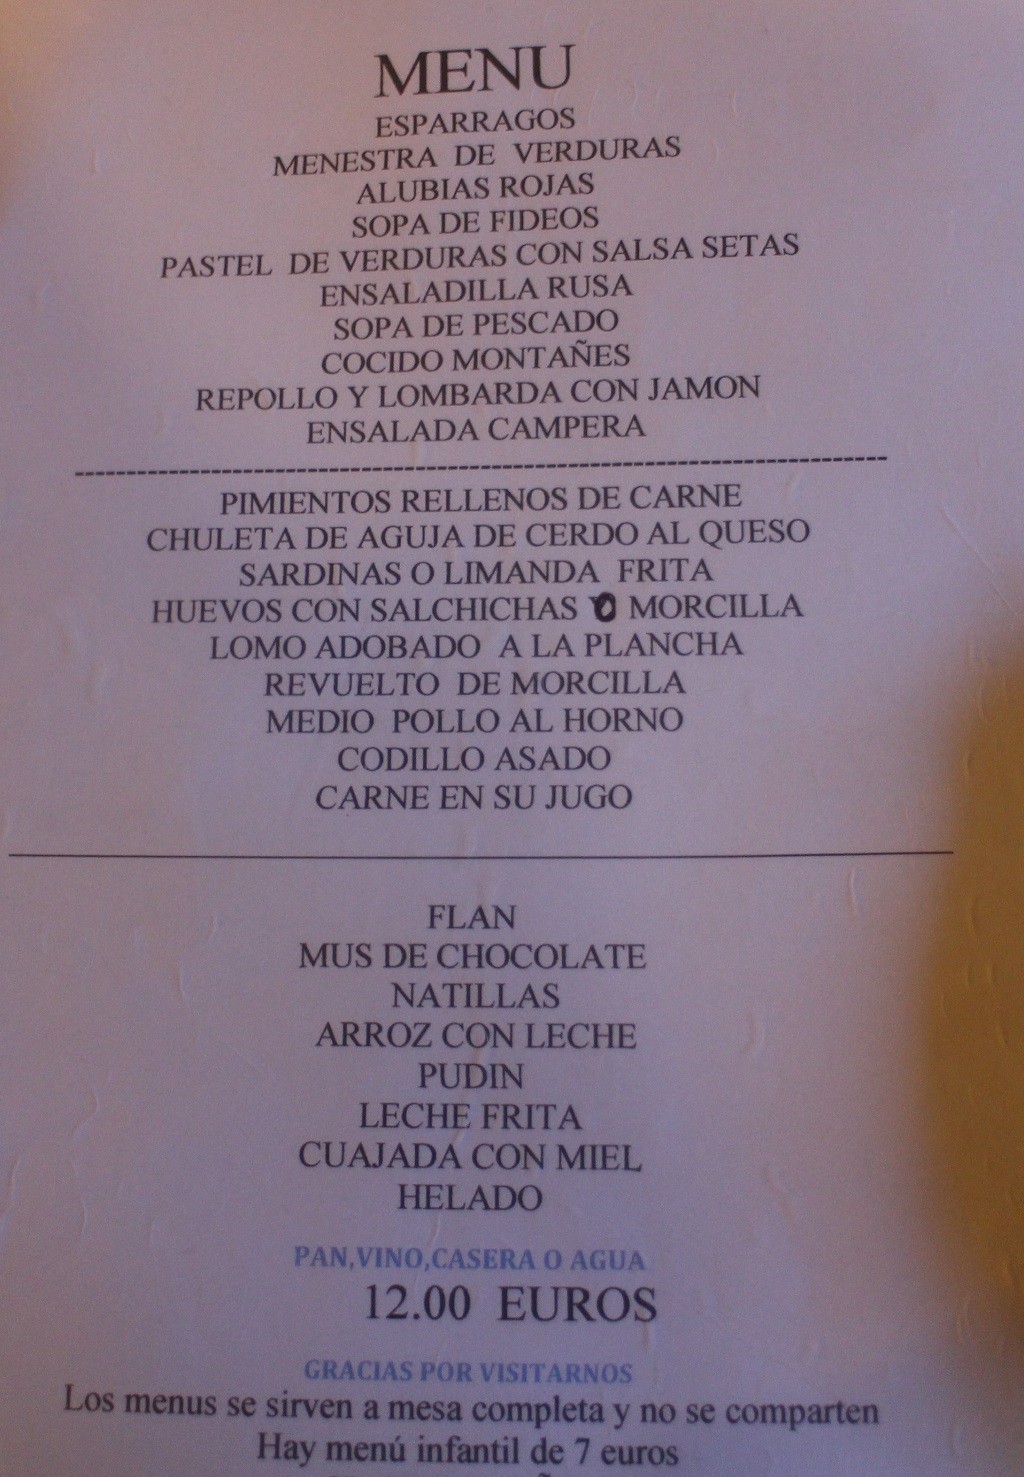 MENU
ESPARRAGOS
MENESTRA DE VERDURAS
ALUBIAS ROJAS
SOPA DE FIDEOS
PASTEL DE VERDURAS CON SALSA SETAS
ENSALADILLA RUSA
SOPA DE PESCADO
COCIDO MONTAÑES
REPOLLO Y LOMBARDA CON JAMON
ENSALADA CAMPERA
PIMIENTOS RELLENOS DE CARNE
CHULETA DE AGUJA DE CERDO AL QUESO
SARDINAS O LIMANDA FRITA
HUEVOS CON SALCHICHAS O MORCILLA
LOMO ADOBADO A LA PLANCHA
REVUELTO DE MORCILLA
MEDIO POLLO AL HORNO
CODILLO ASADO
CARNE EN SU JUGO
FLAN
MUS DE CHOCOLATE
NATILLAS
ARROZ CON LECHE
PUDIN
LECHE FRITA
CUAJADA CON MIEL
HELADO
PAN,VINO,CASERA O AGUA
12.00 EUROS
GRACIAS POR VISITARNOS
Los menus se sirven a mesa completa y no se comparten
Hay menú infantil de 7 euros